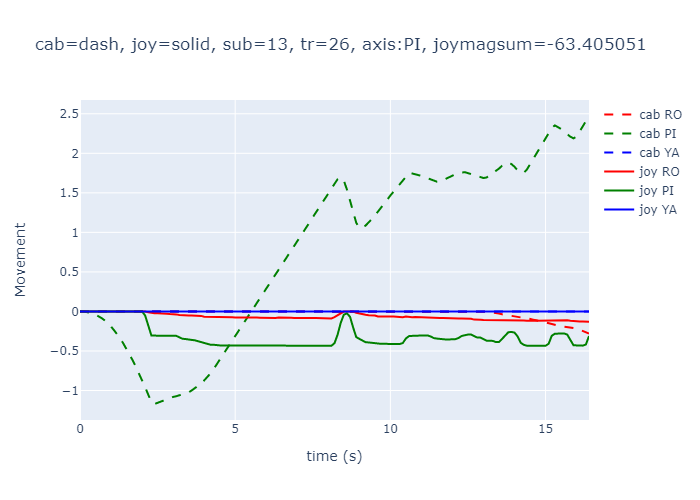 cab=dash, joy=solid, sub=13, tr=26, axis:PI, joymagsum=-63.405051
2.5
2
1.5
1
0.5
0
−0.5
−1
Movement
0
5
10
15
time (s)
cab RO
cab PI
cab YA
joy RO
joy PI
joy YA